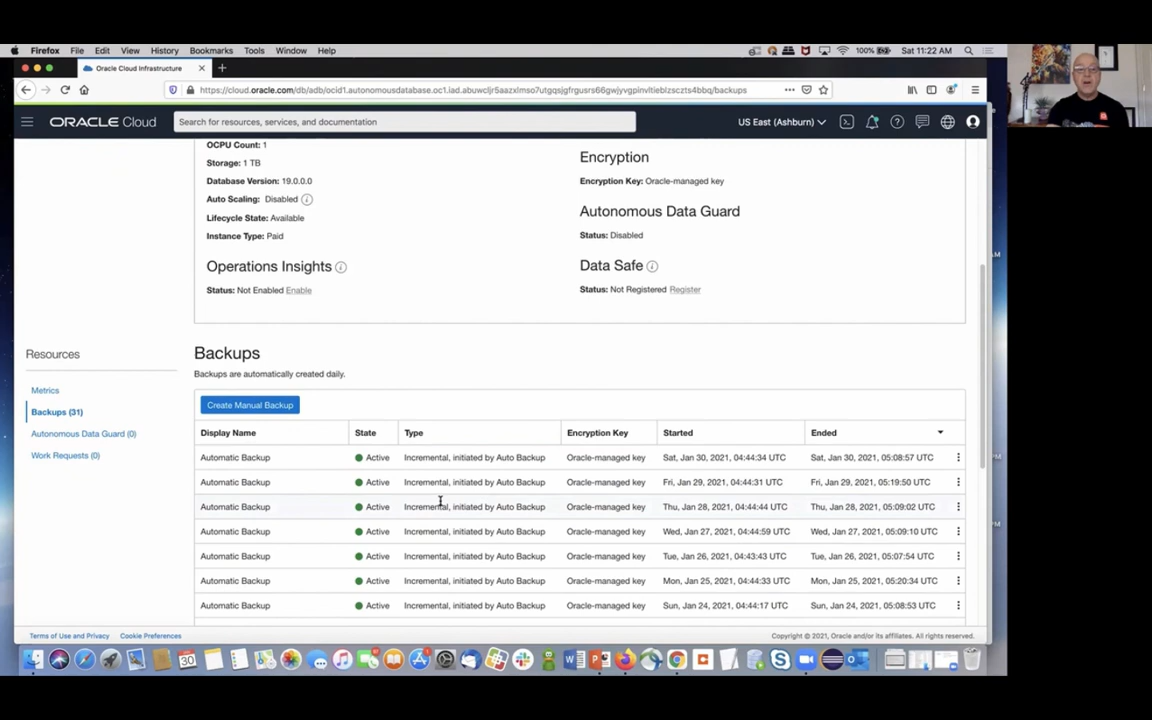 Firefox File Edit View History Bookmarks Tools Window Help 100% Sat 11:22 AM
Oracle Cloud Infrastructure
https://cloud.oracle.com/db/adb/ocid1.autonomousdatabase.oc1.iad.abuwcljr5aazxlmso7utgqsjgfrgusrs66gwjyvgpinvltieblzsczts4bbq/backups
ORACLE Cloud Search for resources, services, and documentation US East (Ashburn)
OCPU Count: 1
Storage: 1 TB
Database Version: 19.0.0.0
Auto Scaling: Disabled
Lifecycle State: Available
Instance Type: Paid
Operations Insights
Status: Not Enabled Enable
Encryption
Encryption Key: Oracle-managed key
Autonomous Data Guard
Status: Disabled
Data Safe
Status: Not Registered Register
Resources
Metrics
Backups (31)
Autonomous Data Guard (0)
Work Requests (0)
Backups
Backups are automatically created daily.
Create Manual Backup
Display Name State Type Encryption Key Started Ended
Automatic Backup Active Incremental, initiated by Auto Backup Oracle-managed key Sat, Jan 30, 2021, 04:44:34 UTC Sat, Jan 30, 2021, 05:08:57 UTC
Automatic Backup Active Incremental, initiated by Auto Backup Oracle-managed key Fri, Jan 29, 2021, 04:44:31 UTC Fri, Jan 29, 2021, 05:19:50 UTC
Automatic Backup Active Incremental, initiated by Auto Backup Oracle-managed key Thu, Jan 28, 2021, 04:44:44 UTC Thu, Jan 28, 2021, 05:09:02 UTC
Automatic Backup Active Incremental, initiated by Auto Backup Oracle-managed key Wed, Jan 27, 2021, 04:44:59 UTC Wed, Jan 27, 2021, 05:09:10 UTC
Automatic Backup Active Incremental, initiated by Auto Backup Oracle-managed key Tue, Jan 26, 2021, 04:43:43 UTC Tue, Jan 26, 2021, 05:07:54 UTC
Automatic Backup Active Incremental, initiated by Auto Backup Oracle-managed key Mon, Jan 25, 2021, 04:44:33 UTC Mon, Jan 25, 2021, 05:20:34 UTC
Automatic Backup Active Incremental, initiated by Auto Backup Oracle-managed key Sun, Jan 24, 2021, 04:44:17 UTC Sun, Jan 24, 2021, 05:08:53 UTC
Terms of Use and Privacy Cookie Preferences Copyright © 2021, Oracle and/or its affiliates. All rights reserved.
30